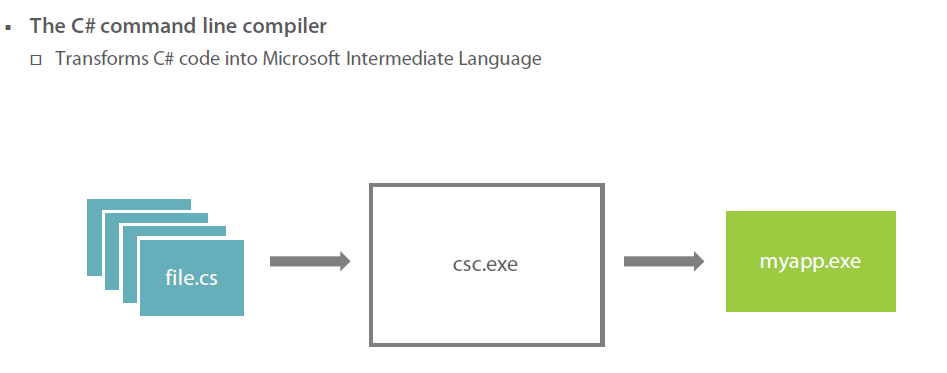 The C# command line compiler
Transforms C# code into Microsoft Intermediate Language
file.cs
csc.exe
myapp.exe